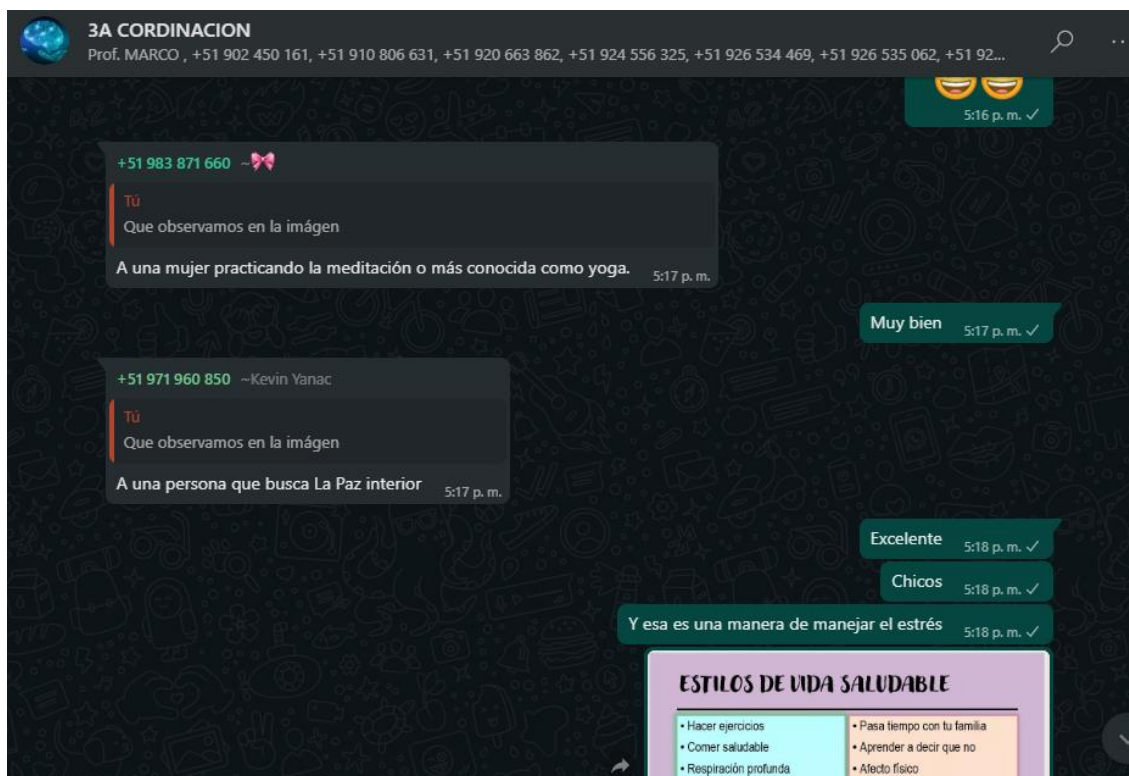 3A CORDINACION
Prof. MARCO , +51 902 450 161, +51 910 806 631, +51 920 663 862, +51 924 556 325, +51 926 534 469, +51 926 535 062, +51 92...
5:16 p. m.
+51 983 871 660 ~
Tú
Que observamos en la imágen
A una mujer practicando la meditación o más conocida como yoga.
5:17 p. m.
Muy bien
5:17 p. m.
+51 971 960 850 ~Kevin Yanac
Tú
Que observamos en la imágen
A una persona que busca La Paz interior
5:17 p. m.
Excelente
5:18 p. m.
Chicos
5:18 p. m.
Y esa es una manera de manejar el estrés
5:18 p. m.
ESTILOS DE VIDA SALUDABLE
• Hacer ejercicios
• Comer saludable
• Respiración profunda
• Pasa tiempo con tu familia
• Aprender a decir que no
• Afecto físico